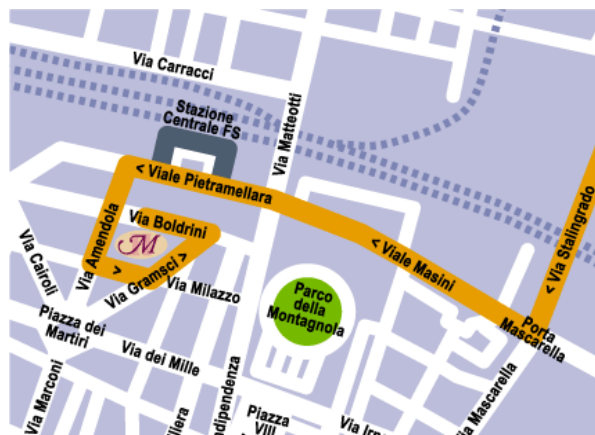 Via Carracci
Stazione
Centrale FS
Via Matteotti
< Viale Pietramellara
< Via Stalingrado
Via Boldrini
M
Via Amendola
< Viale Masini
Via Cairoli
>
Via Gramsci >
Via Milazzo
Parco
della
Montagnola
Porta
Mascarella
Piazza dei
Martiri
Via dei Mille
Via Marconi
Indipendenza
Piazza
VIII
Via Mascarella